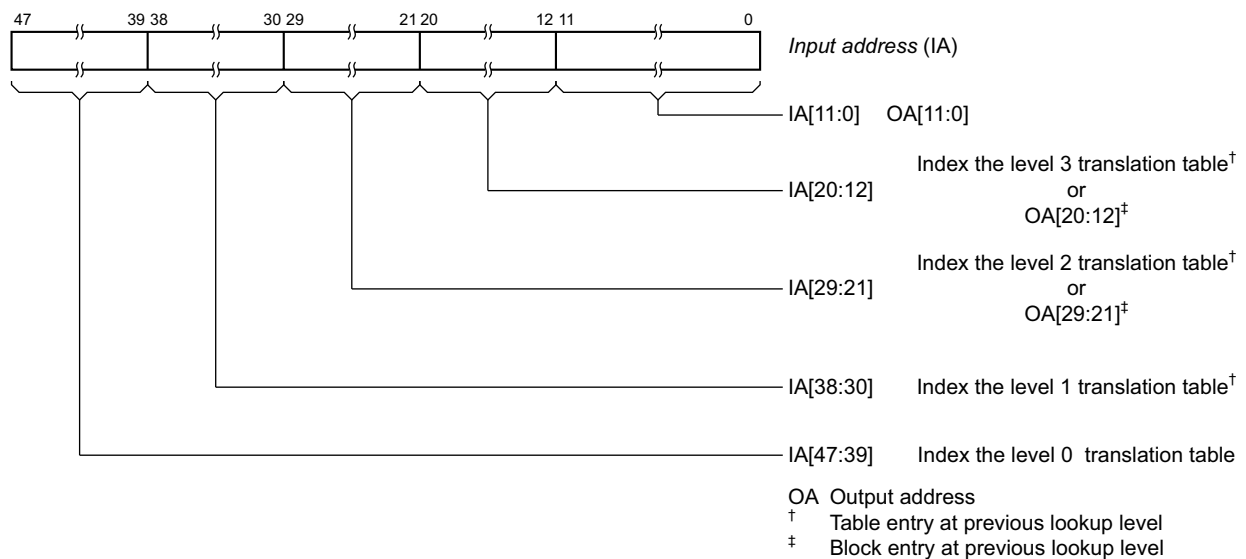 47 39 38 30 29 21 20 12 11 0
Input address (IA)
IA[11:0] OA[11:0]
Index the level 3 translation table†
IA[20:12] or
OA[20:12]‡
Index the level 2 translation table†
IA[29:21] or
OA[29:21]‡
IA[38:30] Index the level 1 translation table†
IA[47:39] Index the level 0 translation table
OA Output address
† Table entry at previous lookup level
‡ Block entry at previous lookup level